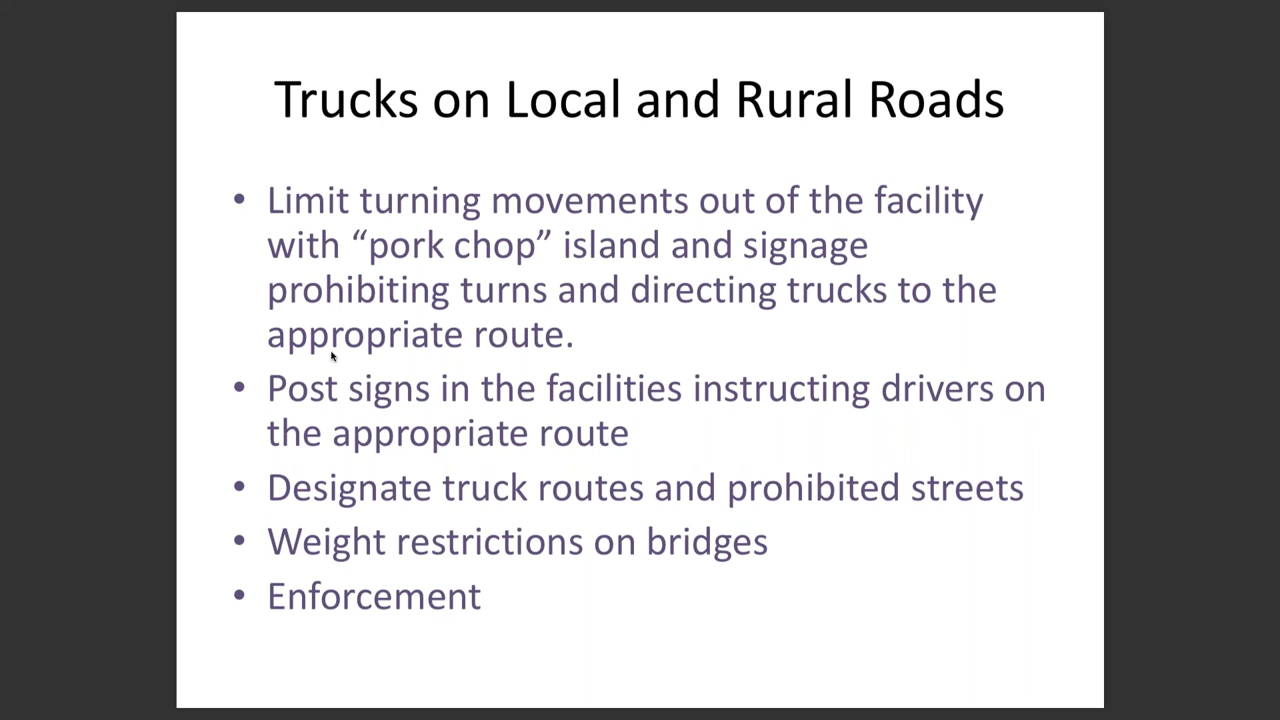 Trucks on Local and Rural Roads
• Limit turning movements out of the facility
with “pork chop” island and signage
prohibiting turns and directing trucks to the
appropriate route.
• Post signs in the facilities instructing drivers on
the appropriate route
• Designate truck routes and prohibited streets
• Weight restrictions on bridges
• Enforcement